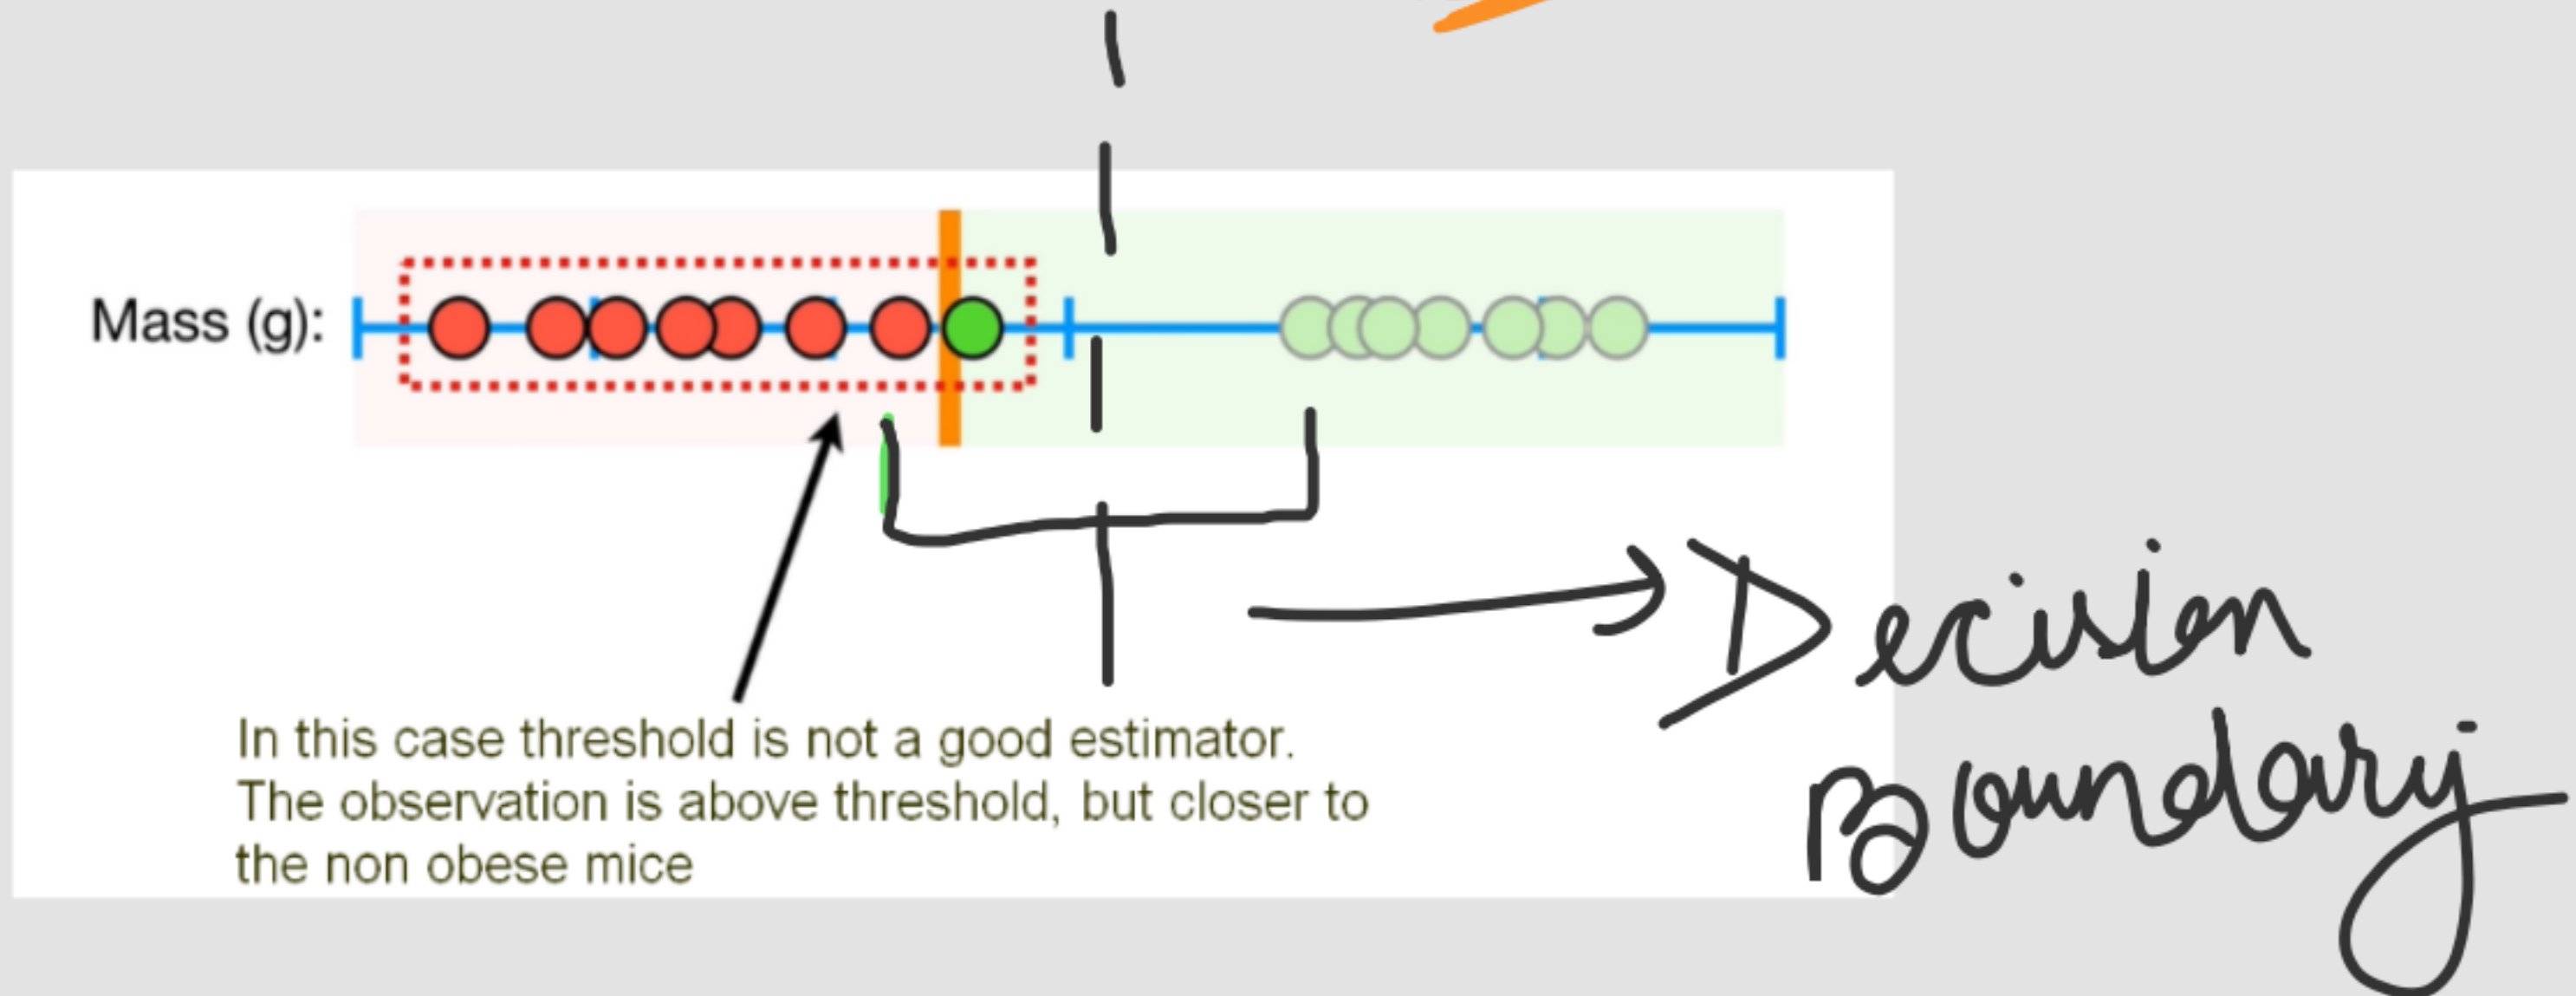 Mass (g):
In this case threshold is not a good estimator.
The observation is above threshold, but closer to
the non obese mice
Decision
Boundary